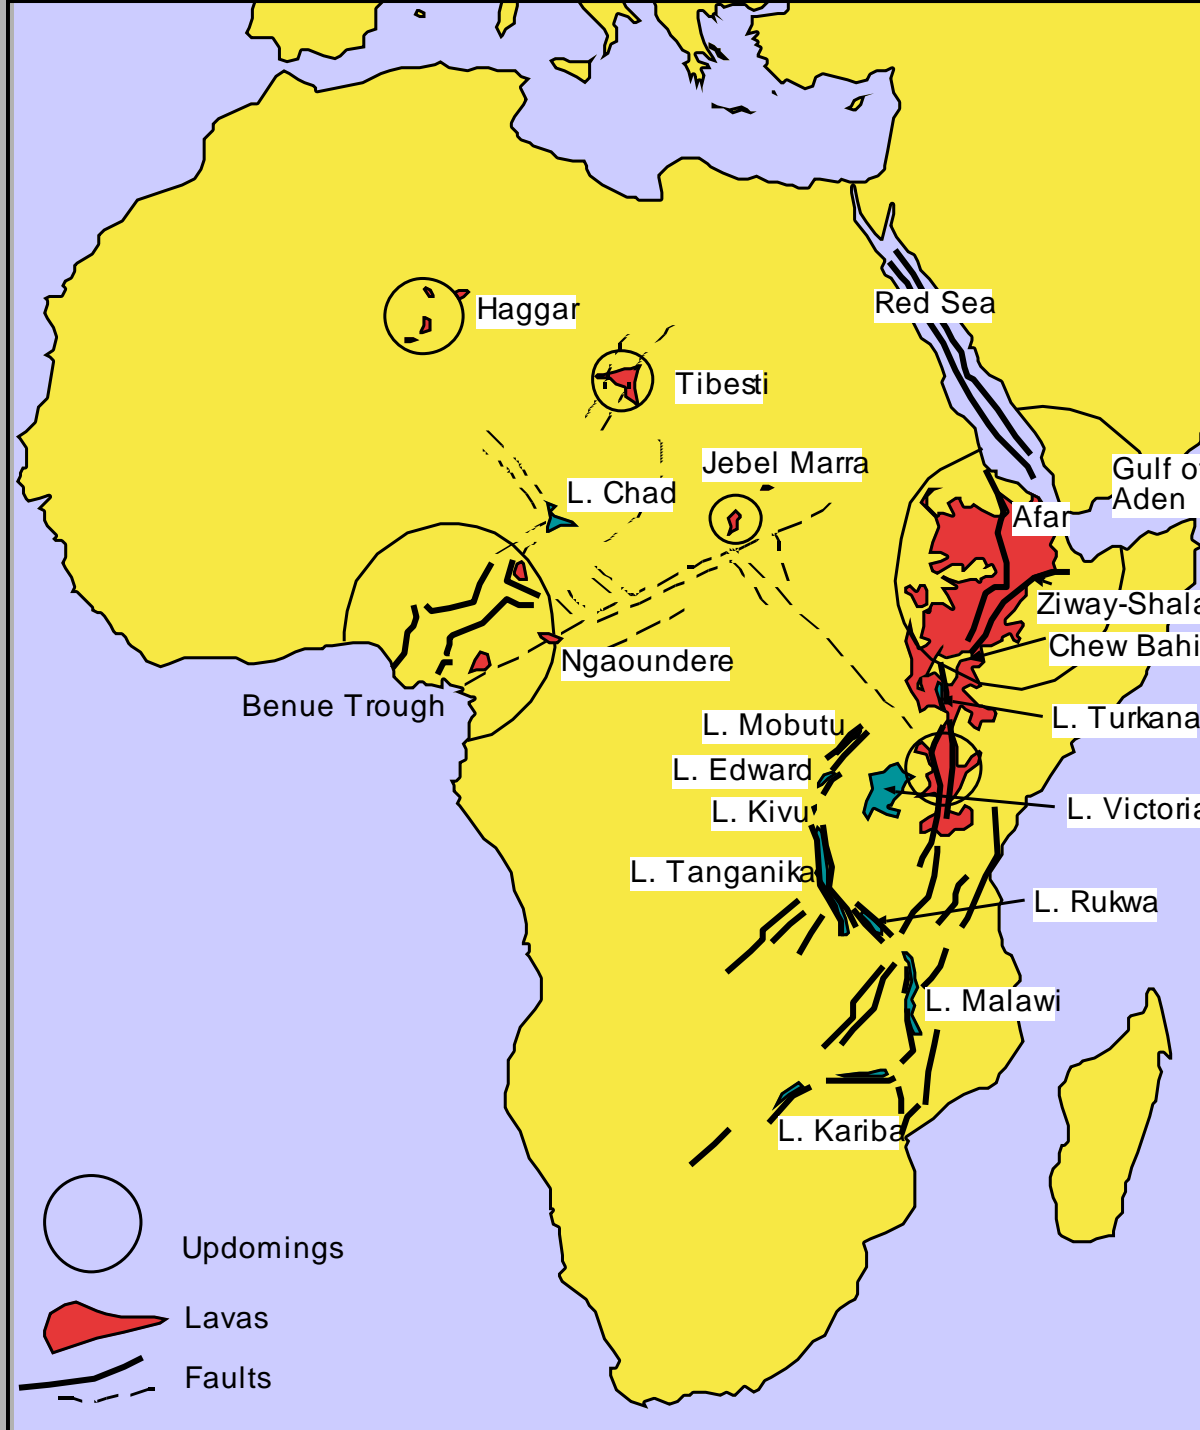 Red Sea
Haggar
Tibesti
Jebel Marra
Gulf o
Aden
L. Chad
Afar
Ziway-Shala
Chew Bahi
Ngaoundere
Benue Trough
L. Turkana
L. Mobutu
L. Edward
L. Kivu
L. Victoria
L. Tanganika
L. Rukwa
L. Malawi
L. Kariba
Updomings
Lavas
Faults